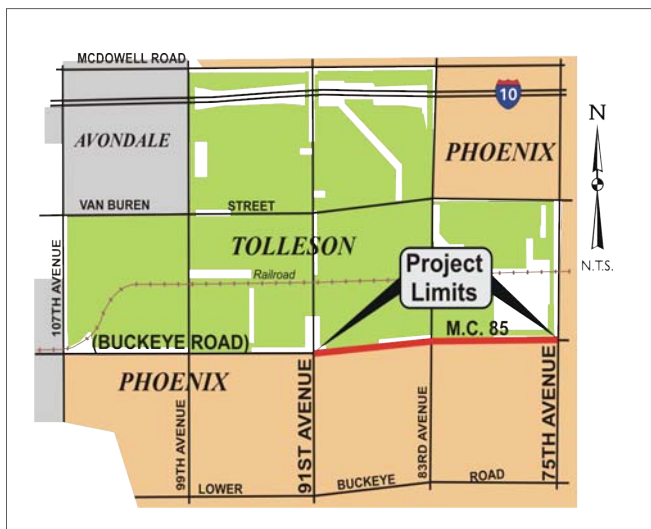 MCDOWELL ROAD
10
N
AVONDALE
PHOENIX
VAN BUREN STREET
TOLLESON
N.T.S.
Railroad
Project
Limits
107TH AVENUE
(BUCKEYE ROAD)
M.C. 85
PHOENIX
99TH AVENUE
91ST AVENUE
83RD AVENUE
75TH AVENUE
LOWER BUCKEYE ROAD